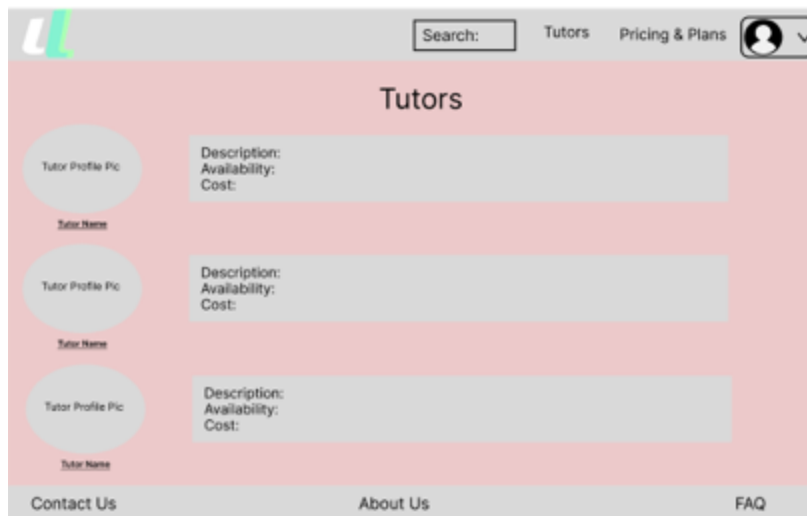 Search: Tutors Pricing & Plans
Tutors
Tutor Profile Pic
Description:
Availability:
Cost:
Tutor Name
Tutor Profile Pic
Description:
Availability:
Cost:
Tutor Name
Tutor Profile Pic
Description:
Availability:
Cost:
Tutor Name
Contact Us About Us FAQ